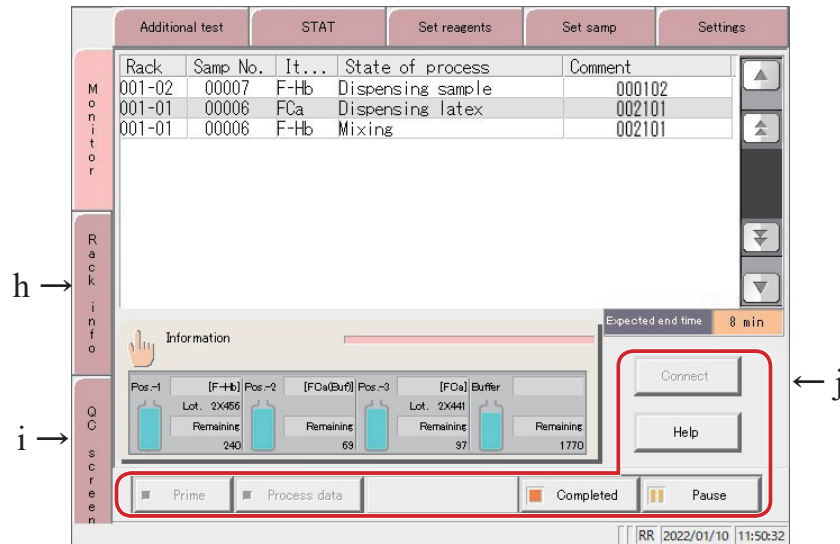 Additional test STAT Set reagents Set samp Settings
Monitor
Rack Samp No. It... State of process Comment
001-02 00007 F-Hb Dispensing sample 000102
001-01 00006 FCa Dispensing latex 002101
001-01 00006 F-Hb Mixing 002101
h →
Rack info
Expected end time 8 min
Information
Connect
← j
Pos.-1 [F-Hb] Pos.-2 [FCa(Buf)] Pos.-3 [FCa] Buffer
Lot. 2X456 Lot. 2X441
Remaining Remaining Remaining Remaining
240 69 97 1770
Help
i →
QC screen
Prime Process data Completed Pause
RR 2022/01/10 11:50:32